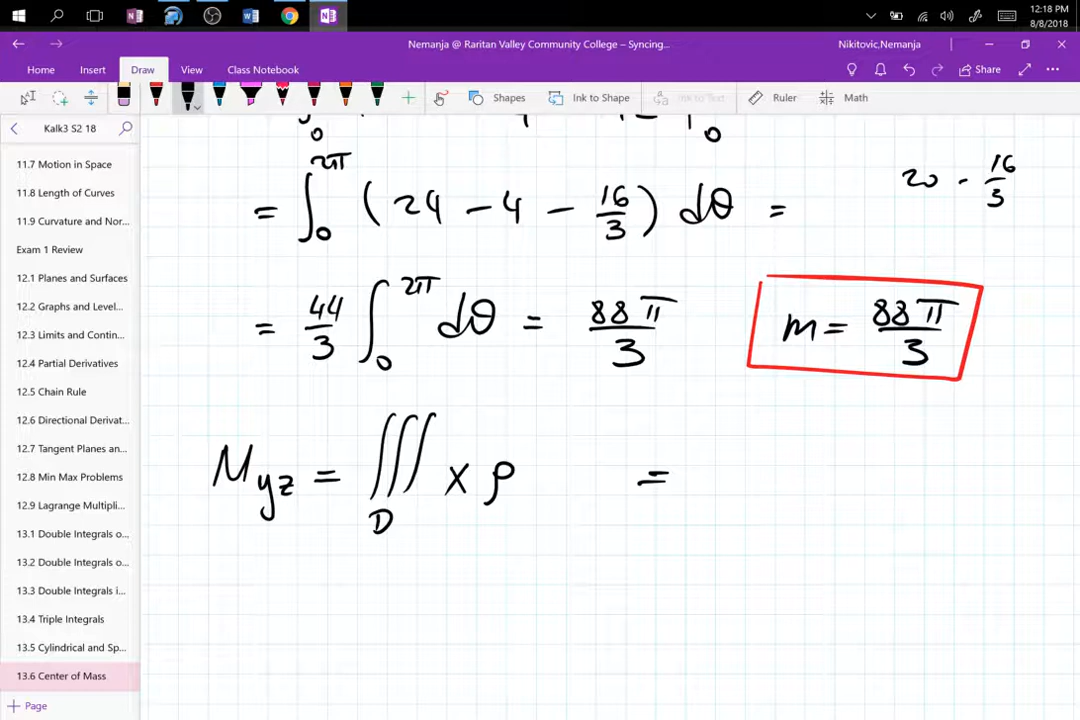 12:18 PM
8/8/2018
Nemanja @ Raritan Valley Community College – Syncing...
Nikitovic,Nemanja
Home Insert Draw View Class Notebook Share
Shapes Ink to Shape Ink to Text Ruler Math
Kalk3 S2 18
11.7 Motion in Space
11.8 Length of Curves
11.9 Curvature and Nor...
Exam 1 Review
12.1 Planes and Surfaces
12.2 Graphs and Level...
12.3 Limits and Contin...
12.4 Partial Derivatives
12.5 Chain Rule
12.6 Directional Derivat...
12.7 Tangent Planes an...
12.8 Min Max Problems
12.9 Lagrange Multipli...
13.1 Double Integrals o...
13.2 Double Integrals o...
13.3 Double Integrals i...
13.4 Triple Integrals
13.5 Cylindrical and Sp...
13.6 Center of Mass
+ Page
= ∫₀^{2π} (24 - 4 - 16/3) dθ =
20 - 16/3
= 44/3 ∫₀^{2π} dθ = 88π/3
m = 88π/3
M_{yz} = ∭_D x ρ =